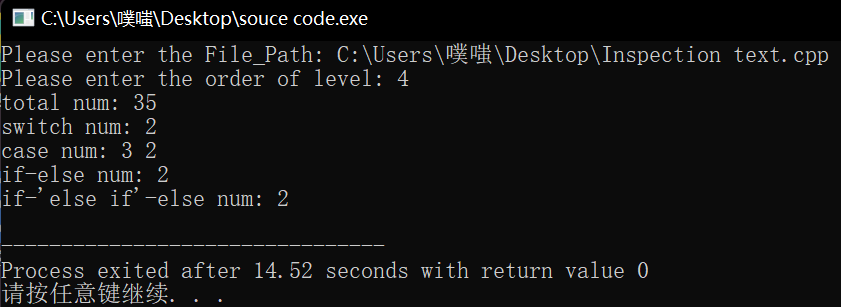 C:\Users\噗嗤\Desktop\souce code.exe
Please enter the File_Path: C:\Users\噗嗤\Desktop\Inspection text.cpp
Please enter the order of level: 4
total num: 35
switch num: 2
case num: 3 2
if-else num: 2
if-'else if'-else num: 2
--------------------------------
Process exited after 14.52 seconds with return value 0
请按任意键继续. . .